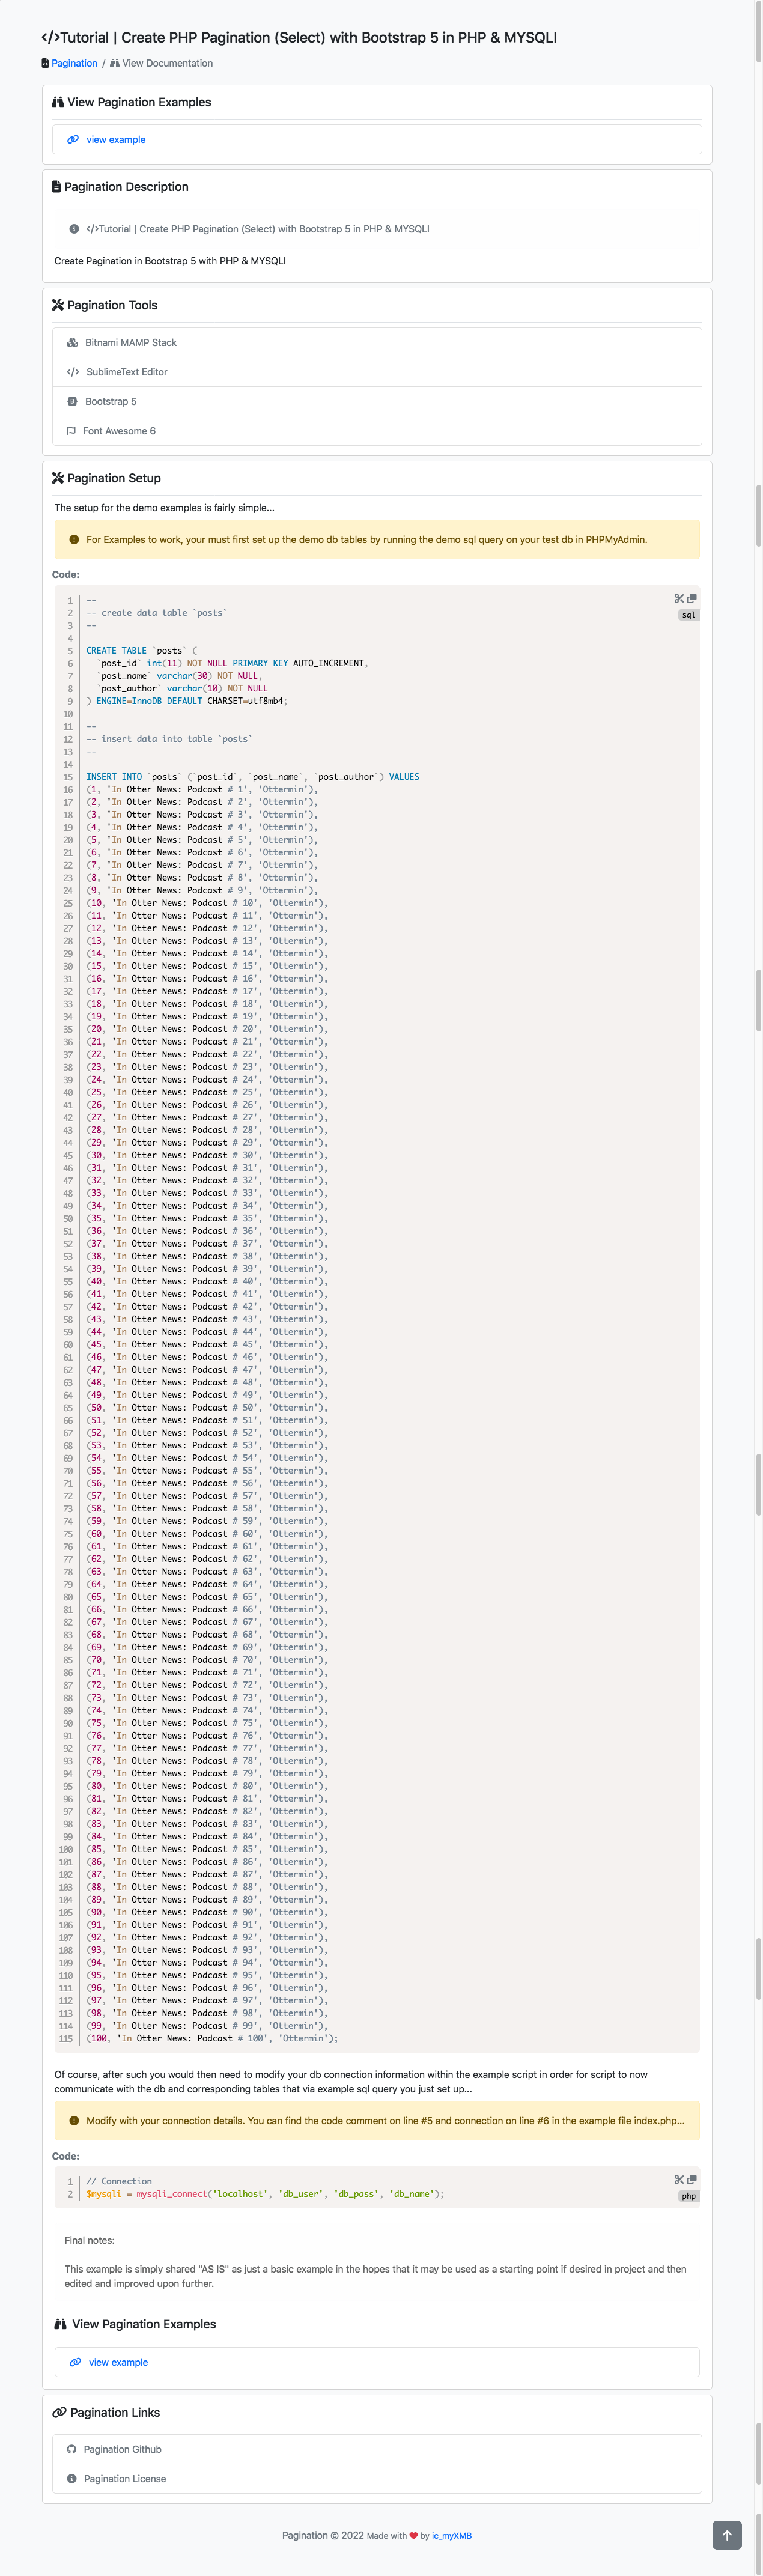 </>Tutorial | Create PHP Pagination (Select) with Bootstrap 5 in PHP & MYSQLI
Pagination / View Documentation
View Pagination Examples
view example
Pagination Description
</>Tutorial | Create PHP Pagination (Select) with Bootstrap 5 in PHP & MYSQLI
Create Pagination in Bootstrap 5 with PHP & MYSQLI
Pagination Tools
Bitnami MAMP Stack
SublimeText Editor
Bootstrap 5
Font Awesome 6
Pagination Setup
The setup for the demo examples is fairly simple...
For Examples to work, your must first set up the demo db tables by running the demo sql query on your test db in PHPMyAdmin.
Code:
sql
1 --
2 -- create data table `posts`
3 --
4
5 CREATE TABLE `posts` (
6 `post_id` int(11) NOT NULL PRIMARY KEY AUTO_INCREMENT,
7 `post_name` varchar(30) NOT NULL,
8 `post_author` varchar(10) NOT NULL
9 ) ENGINE=InnoDB DEFAULT CHARSET=utf8mb4;
10
11 --
12 -- insert data into table `posts`
13 --
14
15 INSERT INTO `posts` (`post_id`, `post_name`, `post_author`) VALUES
16 (1, 'In Otter News: Podcast # 1', 'Ottermin'),
17 (2, 'In Otter News: Podcast # 2', 'Ottermin'),
18 (3, 'In Otter News: Podcast # 3', 'Ottermin'),
19 (4, 'In Otter News: Podcast # 4', 'Ottermin'),
20 (5, 'In Otter News: Podcast # 5', 'Ottermin'),
21 (6, 'In Otter News: Podcast # 6', 'Ottermin'),
22 (7, 'In Otter News: Podcast # 7', 'Ottermin'),
23 (8, 'In Otter News: Podcast # 8', 'Ottermin'),
24 (9, 'In Otter News: Podcast # 9', 'Ottermin'),
25 (10, 'In Otter News: Podcast # 10', 'Ottermin'),
26 (11, 'In Otter News: Podcast # 11', 'Ottermin'),
27 (12, 'In Otter News: Podcast # 12', 'Ottermin'),
28 (13, 'In Otter News: Podcast # 13', 'Ottermin'),
29 (14, 'In Otter News: Podcast # 14', 'Ottermin'),
30 (15, 'In Otter News: Podcast # 15', 'Ottermin'),
31 (16, 'In Otter News: Podcast # 16', 'Ottermin'),
32 (17, 'In Otter News: Podcast # 17', 'Ottermin'),
33 (18, 'In Otter News: Podcast # 18', 'Ottermin'),
34 (19, 'In Otter News: Podcast # 19', 'Ottermin'),
35 (20, 'In Otter News: Podcast # 20', 'Ottermin'),
36 (21, 'In Otter News: Podcast # 21', 'Ottermin'),
37 (22, 'In Otter News: Podcast # 22', 'Ottermin'),
38 (23, 'In Otter News: Podcast # 23', 'Ottermin'),
39 (24, 'In Otter News: Podcast # 24', 'Ottermin'),
40 (25, 'In Otter News: Podcast # 25', 'Ottermin'),
41 (26, 'In Otter News: Podcast # 26', 'Ottermin'),
42 (27, 'In Otter News: Podcast # 27', 'Ottermin'),
43 (28, 'In Otter News: Podcast # 28', 'Ottermin'),
44 (29, 'In Otter News: Podcast # 29', 'Ottermin'),
45 (30, 'In Otter News: Podcast # 30', 'Ottermin'),
46 (31, 'In Otter News: Podcast # 31', 'Ottermin'),
47 (32, 'In Otter News: Podcast # 32', 'Ottermin'),
48 (33, 'In Otter News: Podcast # 33', 'Ottermin'),
49 (34, 'In Otter News: Podcast # 34', 'Ottermin'),
50 (35, 'In Otter News: Podcast # 35', 'Ottermin'),
51 (36, 'In Otter News: Podcast # 36', 'Ottermin'),
52 (37, 'In Otter News: Podcast # 37', 'Ottermin'),
53 (38, 'In Otter News: Podcast # 38', 'Ottermin'),
54 (39, 'In Otter News: Podcast # 39', 'Ottermin'),
55 (40, 'In Otter News: Podcast # 40', 'Ottermin'),
56 (41, 'In Otter News: Podcast # 41', 'Ottermin'),
57 (42, 'In Otter News: Podcast # 42', 'Ottermin'),
58 (43, 'In Otter News: Podcast # 43', 'Ottermin'),
59 (44, 'In Otter News: Podcast # 44', 'Ottermin'),
60 (45, 'In Otter News: Podcast # 45', 'Ottermin'),
61 (46, 'In Otter News: Podcast # 46', 'Ottermin'),
62 (47, 'In Otter News: Podcast # 47', 'Ottermin'),
63 (48, 'In Otter News: Podcast # 48', 'Ottermin'),
64 (49, 'In Otter News: Podcast # 49', 'Ottermin'),
65 (50, 'In Otter News: Podcast # 50', 'Ottermin'),
66 (51, 'In Otter News: Podcast # 51', 'Ottermin'),
67 (52, 'In Otter News: Podcast # 52', 'Ottermin'),
68 (53, 'In Otter News: Podcast # 53', 'Ottermin'),
69 (54, 'In Otter News: Podcast # 54', 'Ottermin'),
70 (55, 'In Otter News: Podcast # 55', 'Ottermin'),
71 (56, 'In Otter News: Podcast # 56', 'Ottermin'),
72 (57, 'In Otter News: Podcast # 57', 'Ottermin'),
73 (58, 'In Otter News: Podcast # 58', 'Ottermin'),
74 (59, 'In Otter News: Podcast # 59', 'Ottermin'),
75 (60, 'In Otter News: Podcast # 60', 'Ottermin'),
76 (61, 'In Otter News: Podcast # 61', 'Ottermin'),
77 (62, 'In Otter News: Podcast # 62', 'Ottermin'),
78 (63, 'In Otter News: Podcast # 63', 'Ottermin'),
79 (64, 'In Otter News: Podcast # 64', 'Ottermin'),
80 (65, 'In Otter News: Podcast # 65', 'Ottermin'),
81 (66, 'In Otter News: Podcast # 66', 'Ottermin'),
82 (67, 'In Otter News: Podcast # 67', 'Ottermin'),
83 (68, 'In Otter News: Podcast # 68', 'Ottermin'),
84 (69, 'In Otter News: Podcast # 69', 'Ottermin'),
85 (70, 'In Otter News: Podcast # 70', 'Ottermin'),
86 (71, 'In Otter News: Podcast # 71', 'Ottermin'),
87 (72, 'In Otter News: Podcast # 72', 'Ottermin'),
88 (73, 'In Otter News: Podcast # 73', 'Ottermin'),
89 (74, 'In Otter News: Podcast # 74', 'Ottermin'),
90 (75, 'In Otter News: Podcast # 75', 'Ottermin'),
91 (76, 'In Otter News: Podcast # 76', 'Ottermin'),
92 (77, 'In Otter News: Podcast # 77', 'Ottermin'),
93 (78, 'In Otter News: Podcast # 78', 'Ottermin'),
94 (79, 'In Otter News: Podcast # 79', 'Ottermin'),
95 (80, 'In Otter News: Podcast # 80', 'Ottermin'),
96 (81, 'In Otter News: Podcast # 81', 'Ottermin'),
97 (82, 'In Otter News: Podcast # 82', 'Ottermin'),
98 (83, 'In Otter News: Podcast # 83', 'Ottermin'),
99 (84, 'In Otter News: Podcast # 84', 'Ottermin'),
100 (85, 'In Otter News: Podcast # 85', 'Ottermin'),
101 (86, 'In Otter News: Podcast # 86', 'Ottermin'),
102 (87, 'In Otter News: Podcast # 87', 'Ottermin'),
103 (88, 'In Otter News: Podcast # 88', 'Ottermin'),
104 (89, 'In Otter News: Podcast # 89', 'Ottermin'),
105 (90, 'In Otter News: Podcast # 90', 'Ottermin'),
106 (91, 'In Otter News: Podcast # 91', 'Ottermin'),
107 (92, 'In Otter News: Podcast # 92', 'Ottermin'),
108 (93, 'In Otter News: Podcast # 93', 'Ottermin'),
109 (94, 'In Otter News: Podcast # 94', 'Ottermin'),
110 (95, 'In Otter News: Podcast # 95', 'Ottermin'),
111 (96, 'In Otter News: Podcast # 96', 'Ottermin'),
112 (97, 'In Otter News: Podcast # 97', 'Ottermin'),
113 (98, 'In Otter News: Podcast # 98', 'Ottermin'),
114 (99, 'In Otter News: Podcast # 99', 'Ottermin'),
115 (100, 'In Otter News: Podcast # 100', 'Ottermin');
Of course, after such you would then need to modify your db connection information within the example script in order for script to now
communicate with the db and corresponding tables that via example sql query you just set up...
Modify with your connection details. You can find the code comment on line #5 and connection on line #6 in the example file index.php...
Code:
php
1 // Connection
2 $mysqli = mysqli_connect('localhost', 'db_user', 'db_pass', 'db_name');
Final notes:
This example is simply shared "AS IS" as just a basic example in the hopes that it may be used as a starting point if desired in project and then
edited and improved upon further.
View Pagination Examples
view example
Pagination Links
Pagination Github
Pagination License
Pagination © 2022 Made with ❤ by ic_myXMB